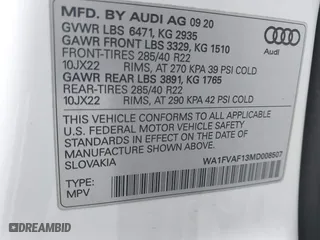 MFD. BY AUDI AG 09 20
GVWR LBS 6471, KG 2935
GAWR FRONT LBS 3329, KG 1510
FRONT-TIRES 285/40 R22
10JX22 RIMS, AT 270 KPA 39 PSI COLD
GAWR REAR LBS 3891, KG 1765
REAR-TIRES 285/40 R22
10JX22 RIMS, AT 290 KPA 42 PSI COLD
Audi
THIS VEHICLE CONFORMS TO ALL APPLICABLE
U.S. FEDERAL MOTOR VEHICLE SAFETY
STANDARDS IN EFFECT ON THE DATE OF
MANUFACTURE SHOWN ABOVE.
SLOVAKIA WA1FVAF13MD008507
TYPE:
MPV
DREAMBID